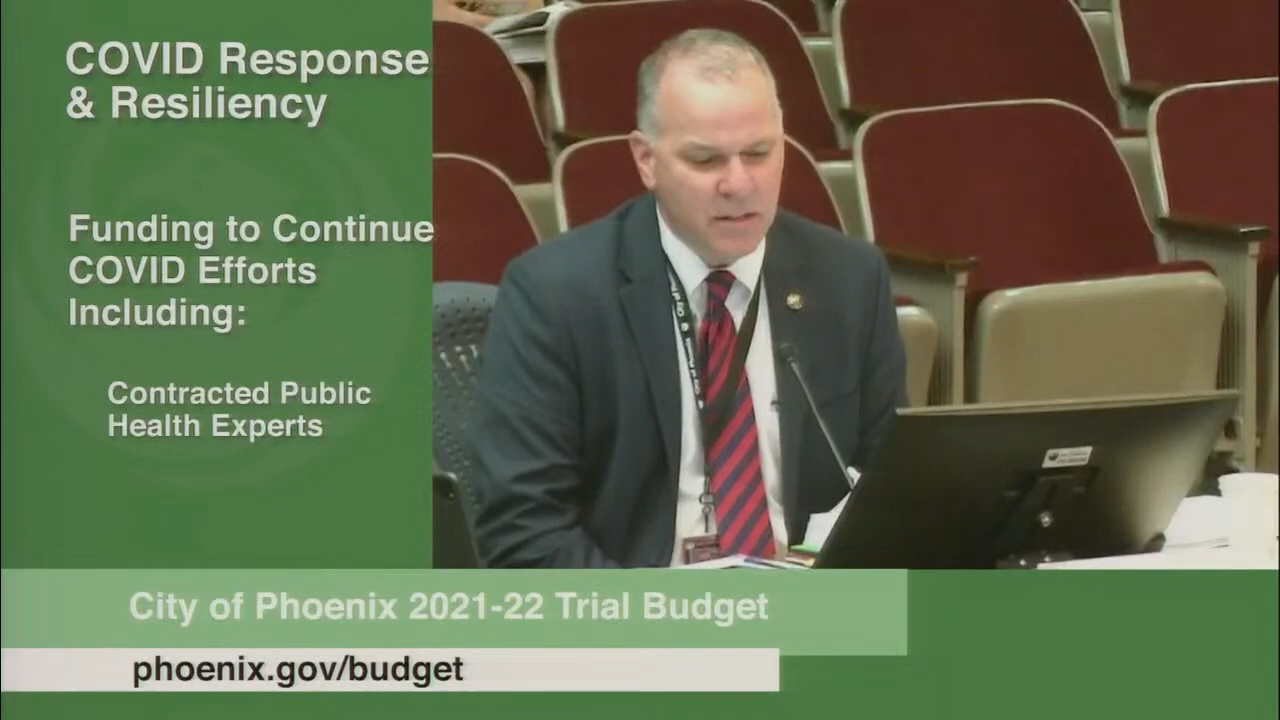 COVID Response
& Resiliency
Funding to Continue
COVID Efforts
Including:
Contracted Public
Health Experts
City of Phoenix 2021-22 Trial Budget
phoenix.gov/budget